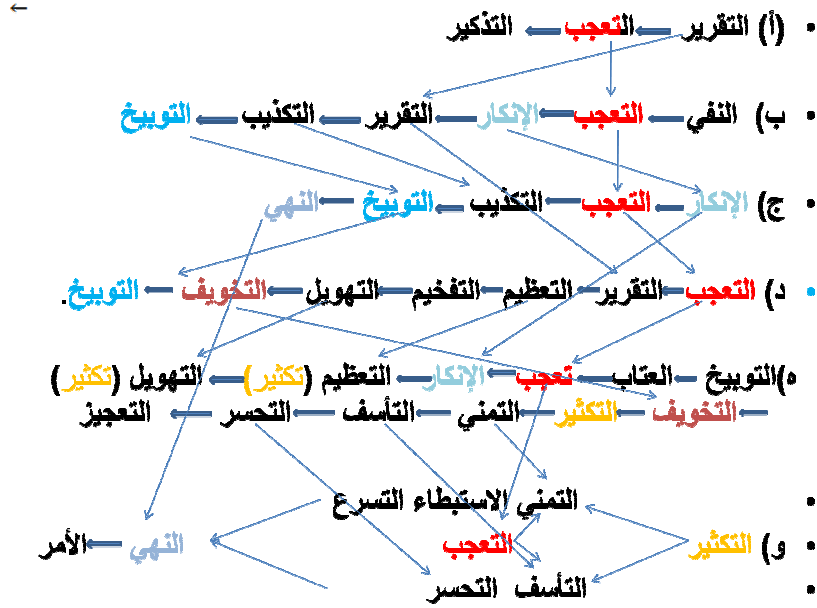 (أ) التقرير التعجب التذكير
ب) النفي التعجب الإنكار التقرير التكذيب التوبيخ
ج) الإنكار التعجب التكذيب التوبيخ النهي
د) التعجب التقرير التعظيم التفخيم التهويل التخويف التوبيخ.
ه)التوبيخ العتاب تعجب الإنكار التعظيم (تكثير) التهويل (تكثير)
التخويف التكثير التمني التأسف التحسر التعجيز
التمني الاستبطاء التسرع
و) التكثير التعجب النهي الأمر
التأسف التحسر